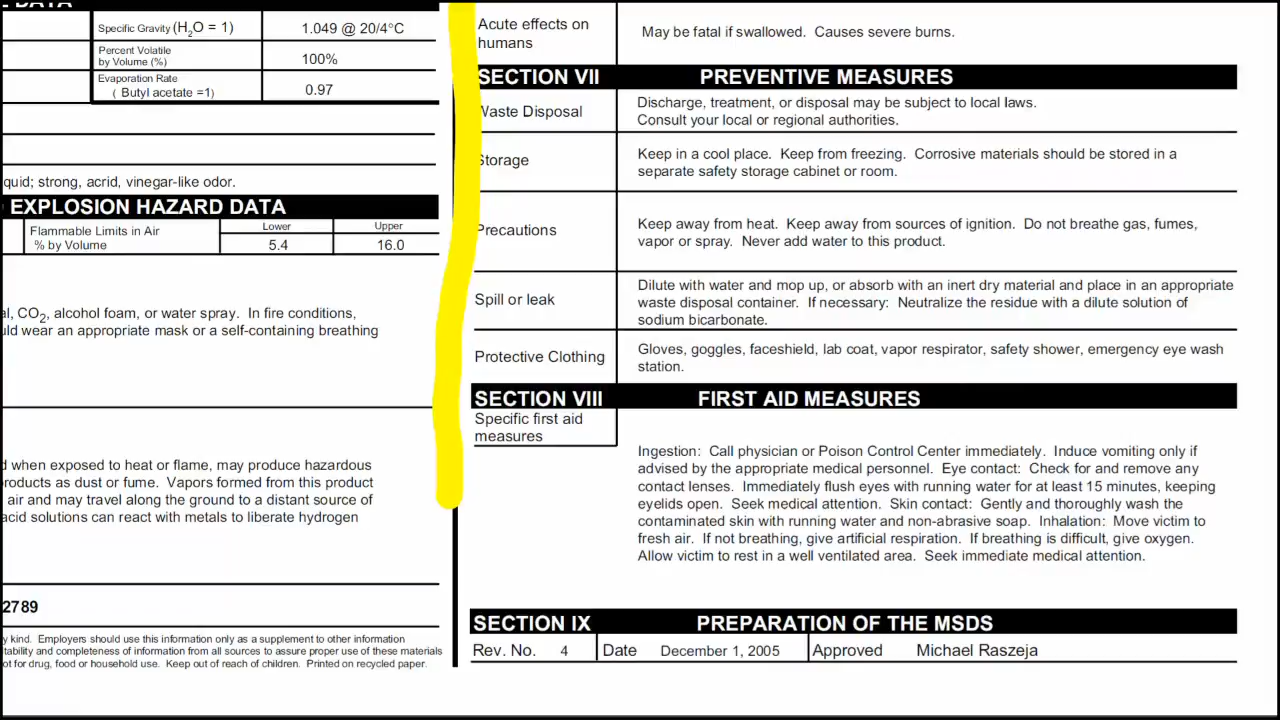 DATA
Specific Gravity (H2O = 1) 1.049 @ 20/4°C
Percent Volatile
by Volume (%) 100%
Evaporation Rate
( Butyl acetate =1) 0.97
quid; strong, acrid, vinegar-like odor.
EXPLOSION HAZARD DATA
Flammable Limits in Air
% by Volume
Lower Upper
5.4 16.0
al, CO2, alcohol foam, or water spray. In fire conditions,
uld wear an appropriate mask or a self-containing breathing
d when exposed to heat or flame, may produce hazardous
roducts as dust or fume. Vapors formed from this product
air and may travel along the ground to a distant source of
acid solutions can react with metals to liberate hydrogen
2789
y kind. Employers should use this information only as a supplement to other information
itability and completeness of information from all sources to assure proper use of these materials
ot for drug, food or household use. Keep out of reach of children. Printed on recycled paper.
Acute effects on
humans
May be fatal if swallowed. Causes severe burns.
SECTION VII PREVENTIVE MEASURES
Waste Disposal
Discharge, treatment, or disposal may be subject to local laws.
Consult your local or regional authorities.
Storage
Keep in a cool place. Keep from freezing. Corrosive materials should be stored in a
separate safety storage cabinet or room.
Precautions
Keep away from heat. Keep away from sources of ignition. Do not breathe gas, fumes,
vapor or spray. Never add water to this product.
Spill or leak
Dilute with water and mop up, or absorb with an inert dry material and place in an appropriate
waste disposal container. If necessary: Neutralize the residue with a dilute solution of
sodium bicarbonate.
Protective Clothing
Gloves, goggles, faceshield, lab coat, vapor respirator, safety shower, emergency eye wash
station.
SECTION VIII FIRST AID MEASURES
Specific first aid
measures
Ingestion: Call physician or Poison Control Center immediately. Induce vomiting only if
advised by the appropriate medical personnel. Eye contact: Check for and remove any
contact lenses. Immediately flush eyes with running water for at least 15 minutes, keeping
eyelids open. Seek medical attention. Skin contact: Gently and thoroughly wash the
contaminated skin with running water and non-abrasive soap. Inhalation: Move victim to
fresh air. If not breathing, give artificial respiration. If breathing is difficult, give oxygen.
Allow victim to rest in a well ventilated area. Seek immediate medical attention.
SECTION IX PREPARATION OF THE MSDS
Rev. No. 4 Date December 1, 2005 Approved Michael Raszeja